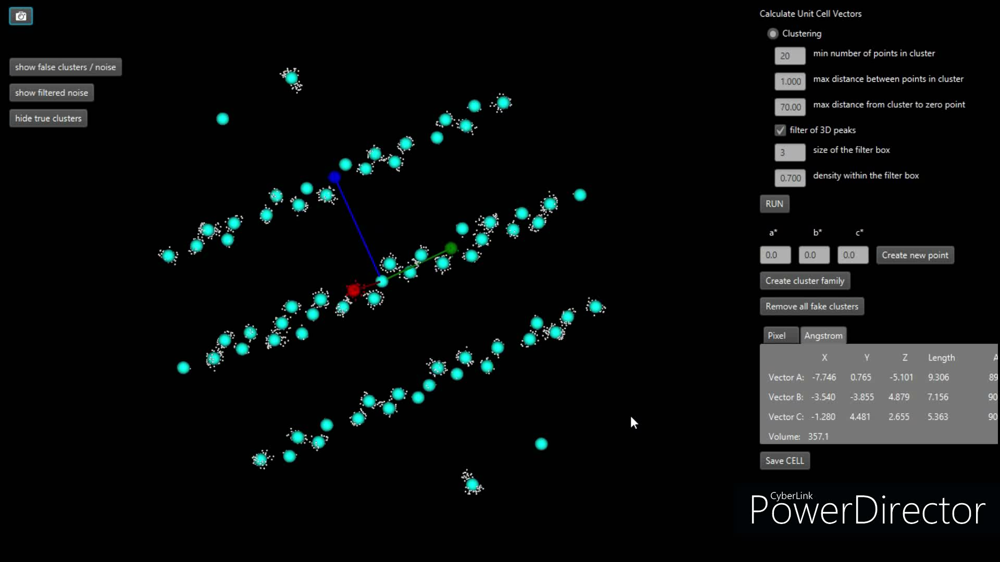 show false clusters / noise
show filtered noise
hide true clusters
Calculate Unit Cell Vectors
Clustering
20 min number of points in cluster
1.000 max distance between points in cluster
70.00 max distance from cluster to zero point
filter of 3D peaks
3 size of the filter box
0.700 density within the filter box
RUN
a* b* c*
0.0 0.0 0.0 Create new point
Create cluster family
Remove all fake clusters
Pixel Angstrom
X Y Z Length
Vector A: -7.746 0.765 -5.101 9.306 89
Vector B: -3.540 -3.855 4.879 7.156 90
Vector C: -1.280 4.481 2.655 5.363 90
Volume: 357.1
Save CELL
CyberLink
PowerDirector